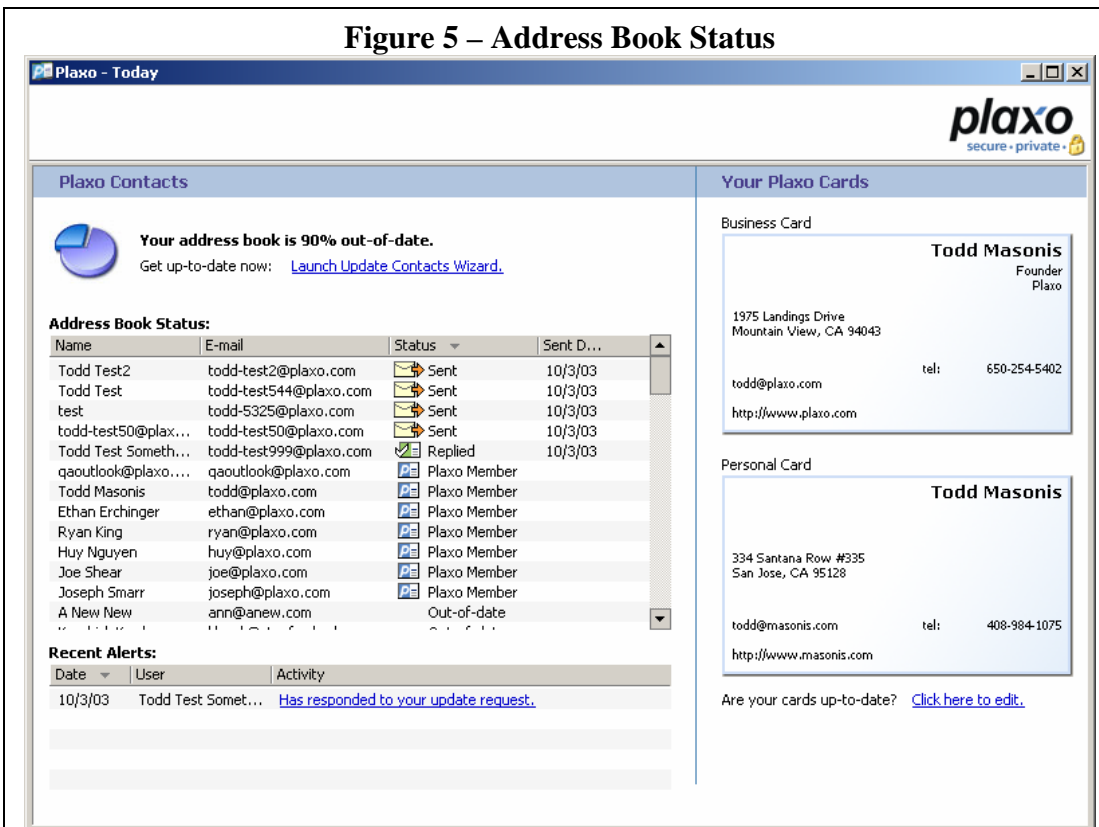 Figure 5 – Address Book Status
Plaxo - Today
plaxo
secure · private ·
Plaxo Contacts
Your address book is 90% out-of-date.
Get up-to-date now: Launch Update Contacts Wizard.
Address Book Status:
Name E-mail Status Sent D...
Todd Test2 todd-test2@plaxo.com Sent 10/3/03
Todd Test todd-test544@plaxo.com Sent 10/3/03
test todd-5325@plaxo.com Sent 10/3/03
todd-test50@plax... todd-test50@plaxo.com Sent 10/3/03
Todd Test Someth... todd-test999@plaxo.com Replied 10/3/03
qaoutlook@plaxo.... qaoutlook@plaxo.com Plaxo Member
Todd Masonis todd@plaxo.com Plaxo Member
Ethan Erchinger ethan@plaxo.com Plaxo Member
Ryan King ryan@plaxo.com Plaxo Member
Huy Nguyen huy@plaxo.com Plaxo Member
Joe Shear joe@plaxo.com Plaxo Member
Joseph Smarr joseph@plaxo.com Plaxo Member
A New New ann@anew.com Out-of-date
Recent Alerts:
Date User Activity
10/3/03 Todd Test Somet... Has responded to your update request.
Your Plaxo Cards
Business Card
Todd Masonis
Founder
Plaxo
1975 Landings Drive
Mountain View, CA 94043
tel: 650-254-5402
todd@plaxo.com
http://www.plaxo.com
Personal Card
Todd Masonis
334 Santana Row #335
San Jose, CA 95128
todd@masonis.com tel: 408-984-1075
http://www.masonis.com
Are your cards up-to-date? Click here to edit.